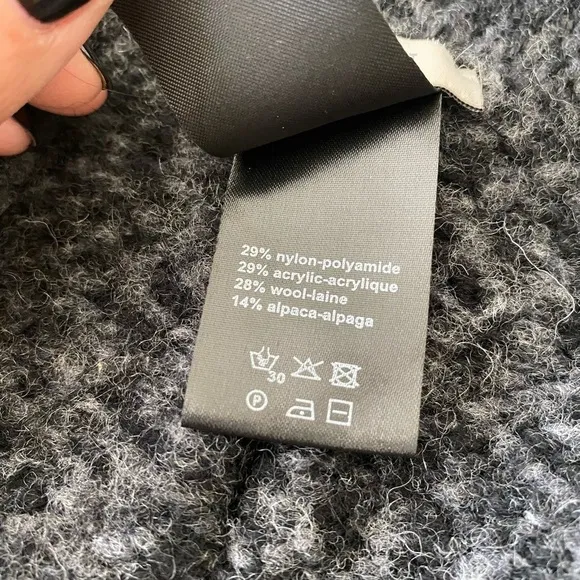 29% nylon-polyamide
29% acrylic-acrylique
28% wool-laine
14% alpaca-alpaga
30
P